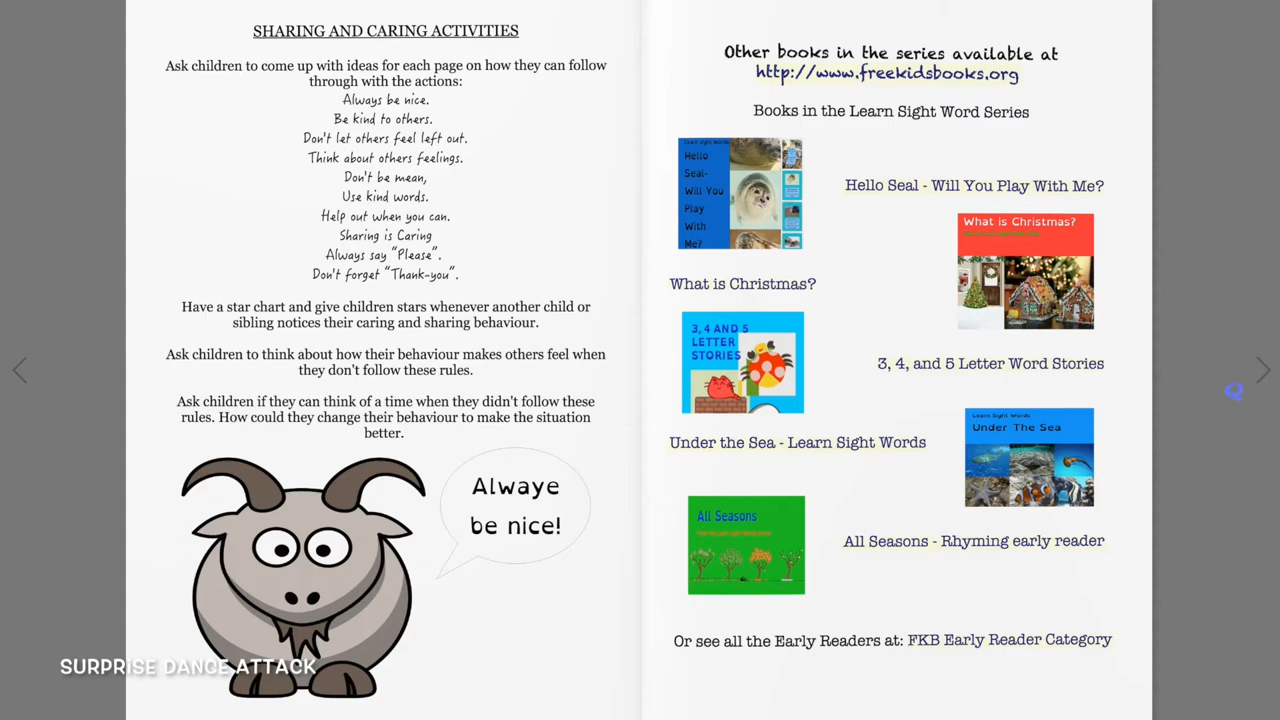 SHARING AND CARING ACTIVITIES
Ask children to come up with ideas for each page on how they can follow
through with the actions:
Always be nice.
Be kind to others.
Don't let others feel left out.
Think about others feelings.
Don't be mean,
Use kind words.
Help out when you can.
Sharing is Caring
Always say "Please".
Don't forget "Thank-you".
Have a star chart and give children stars whenever another child or
sibling notices their caring and sharing behaviour.
Ask children to think about how their behaviour makes others feel when
they don't follow these rules.
Ask children if they can think of a time when they didn't follow these
rules. How could they change their behaviour to make the situation
better.
Alwaye
be nice!
SURPRISE DANCE ATTACK
Other books in the series available at
http://www.freekidsbooks.org
Books in the Learn Sight Word Series
Learn Sight Words
Hello
Seal-
Will You
Play
With
Me?
Hello Seal - Will You Play With Me?
What is Christmas?
What is Christmas?
3, 4 AND 5
LETTER
STORIES
3, 4, and 5 Letter Word Stories
Under the Sea - Learn Sight Words
Learn Sight Words
Under The Sea
All Seasons
All Seasons - Rhyming early reader
Or see all the Early Readers at: FKB Early Reader Category
Q